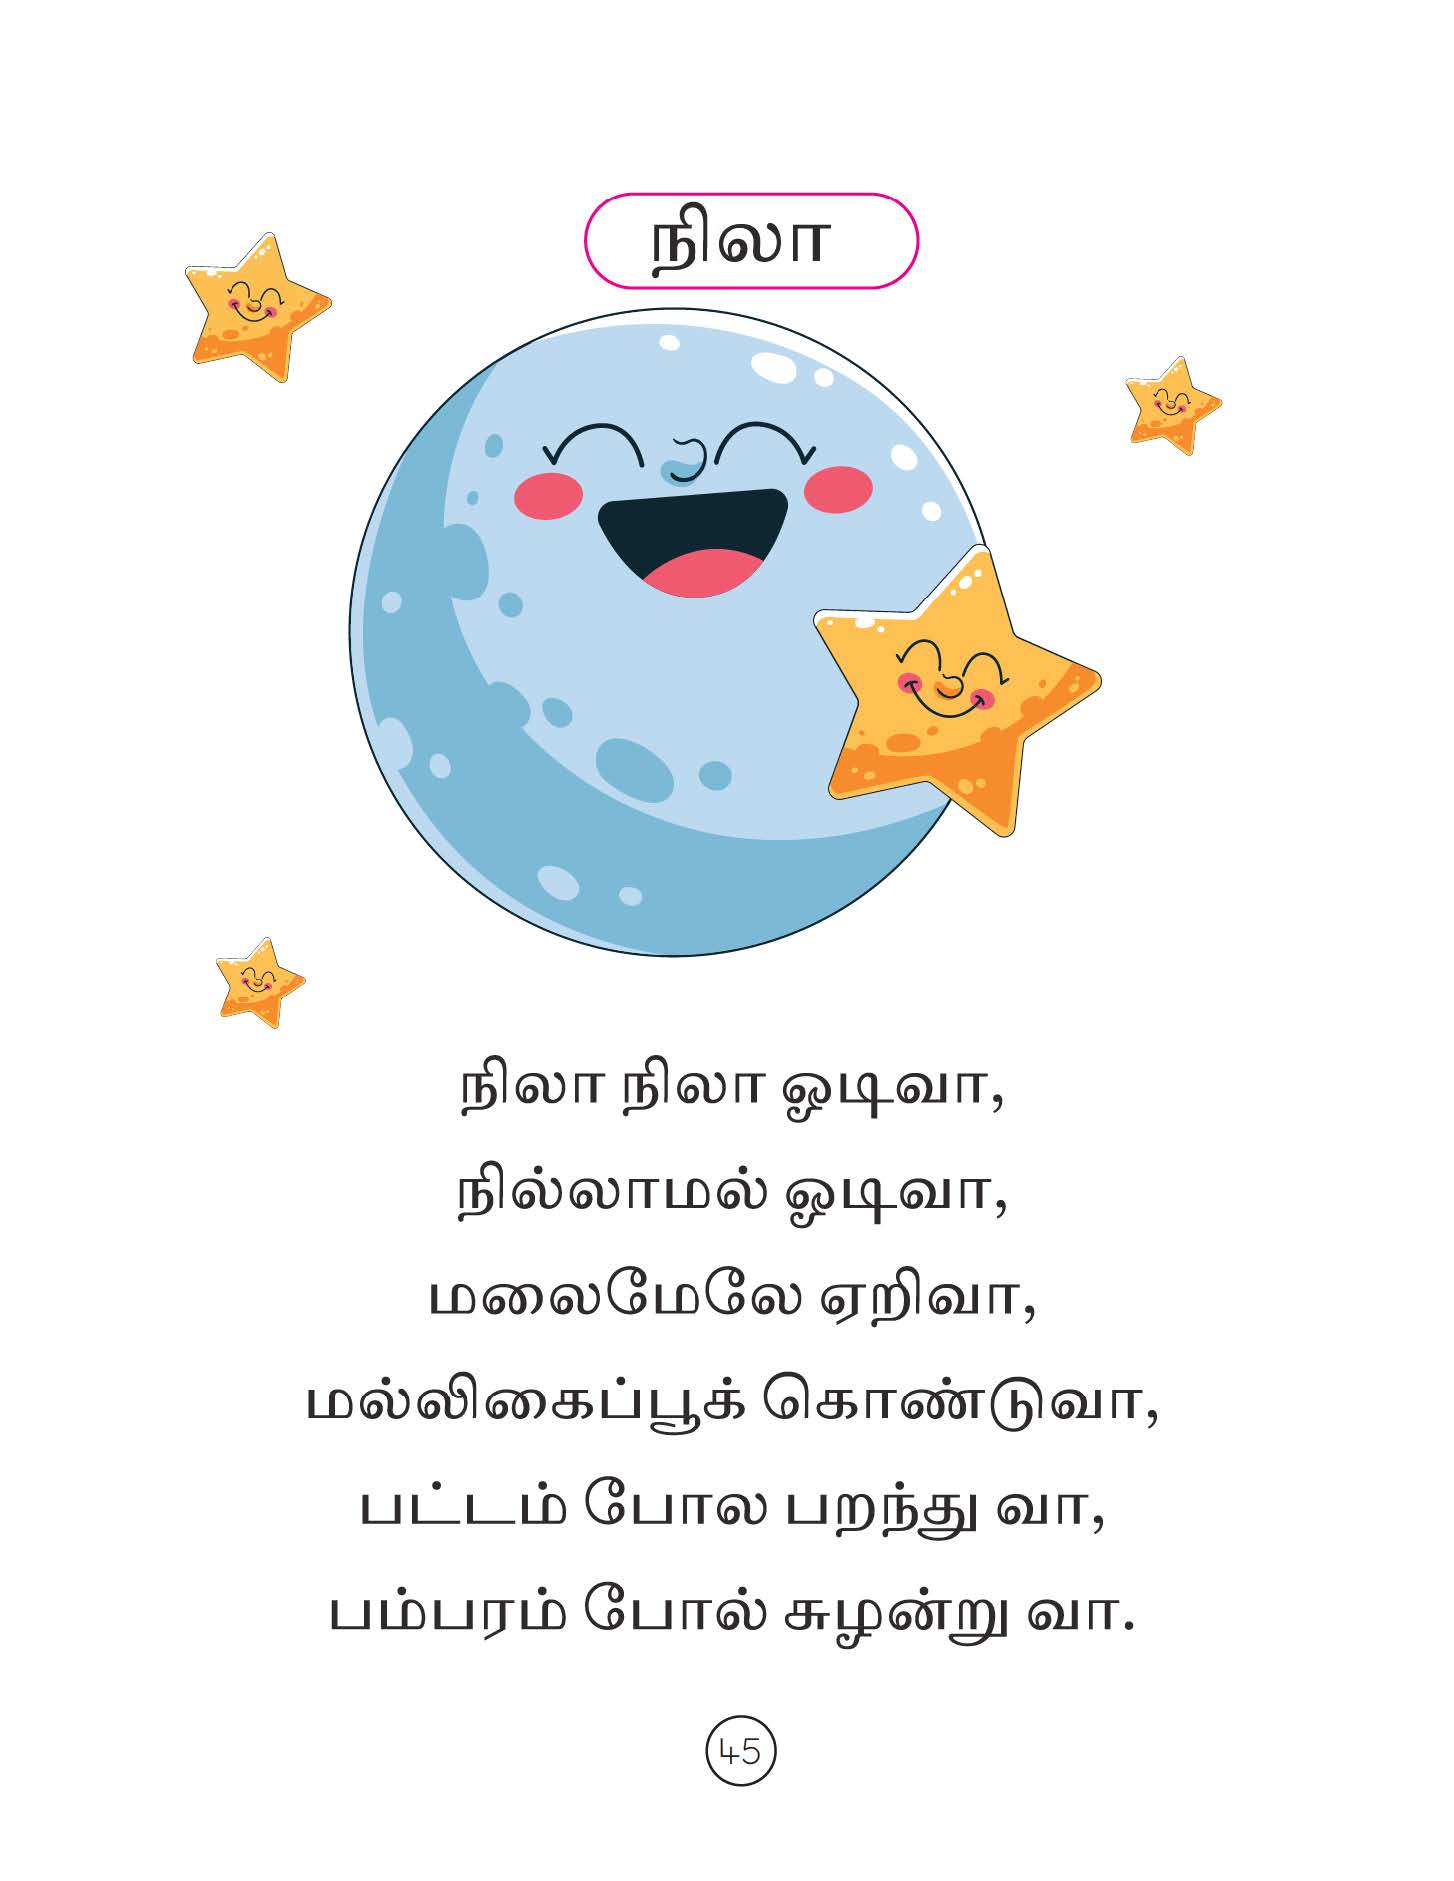 நிலா
நிலா நிலா ஓடிவா,
நில்லாமல் ஓடிவா,
மலைமேலே ஏறிவா,
மல்லிகைப்பூக் கொண்டுவா,
பட்டம் போல பறந்து வா,
பம்பரம் போல் சுழன்று வா.
45